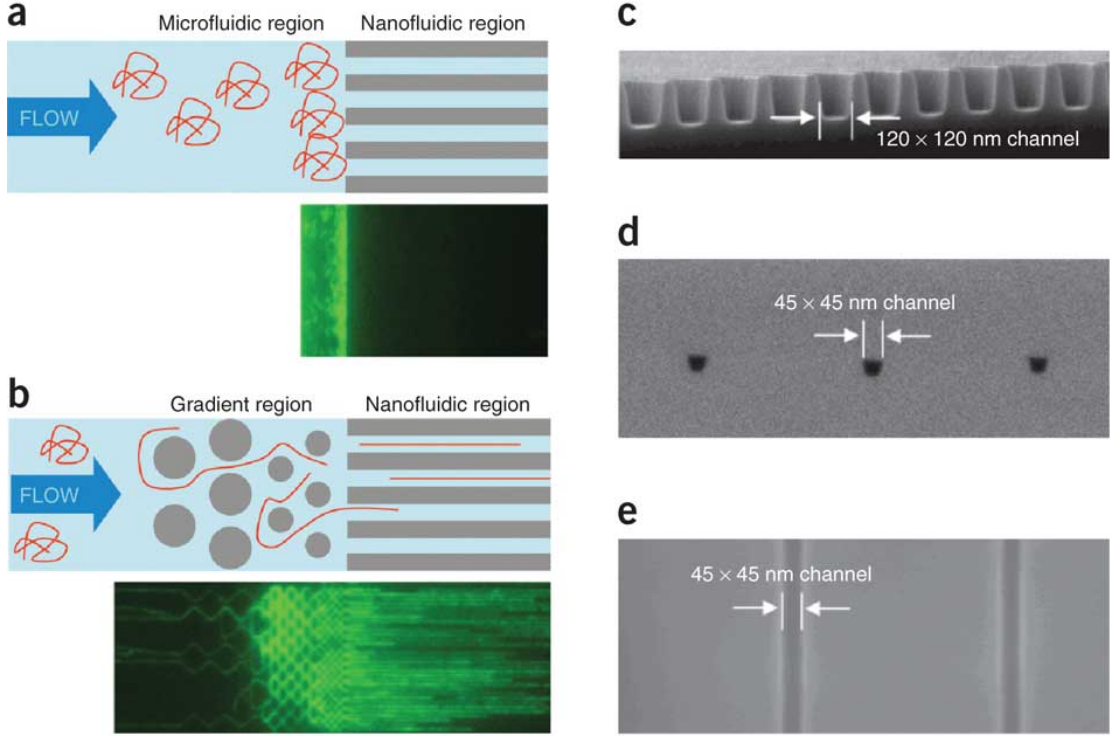 a
Microfluidic region
Nanofluidic region
FLOW
b
Gradient region
Nanofluidic region
FLOW
c
120 × 120 nm channel
d
45 × 45 nm channel
e
45 × 45 nm channel